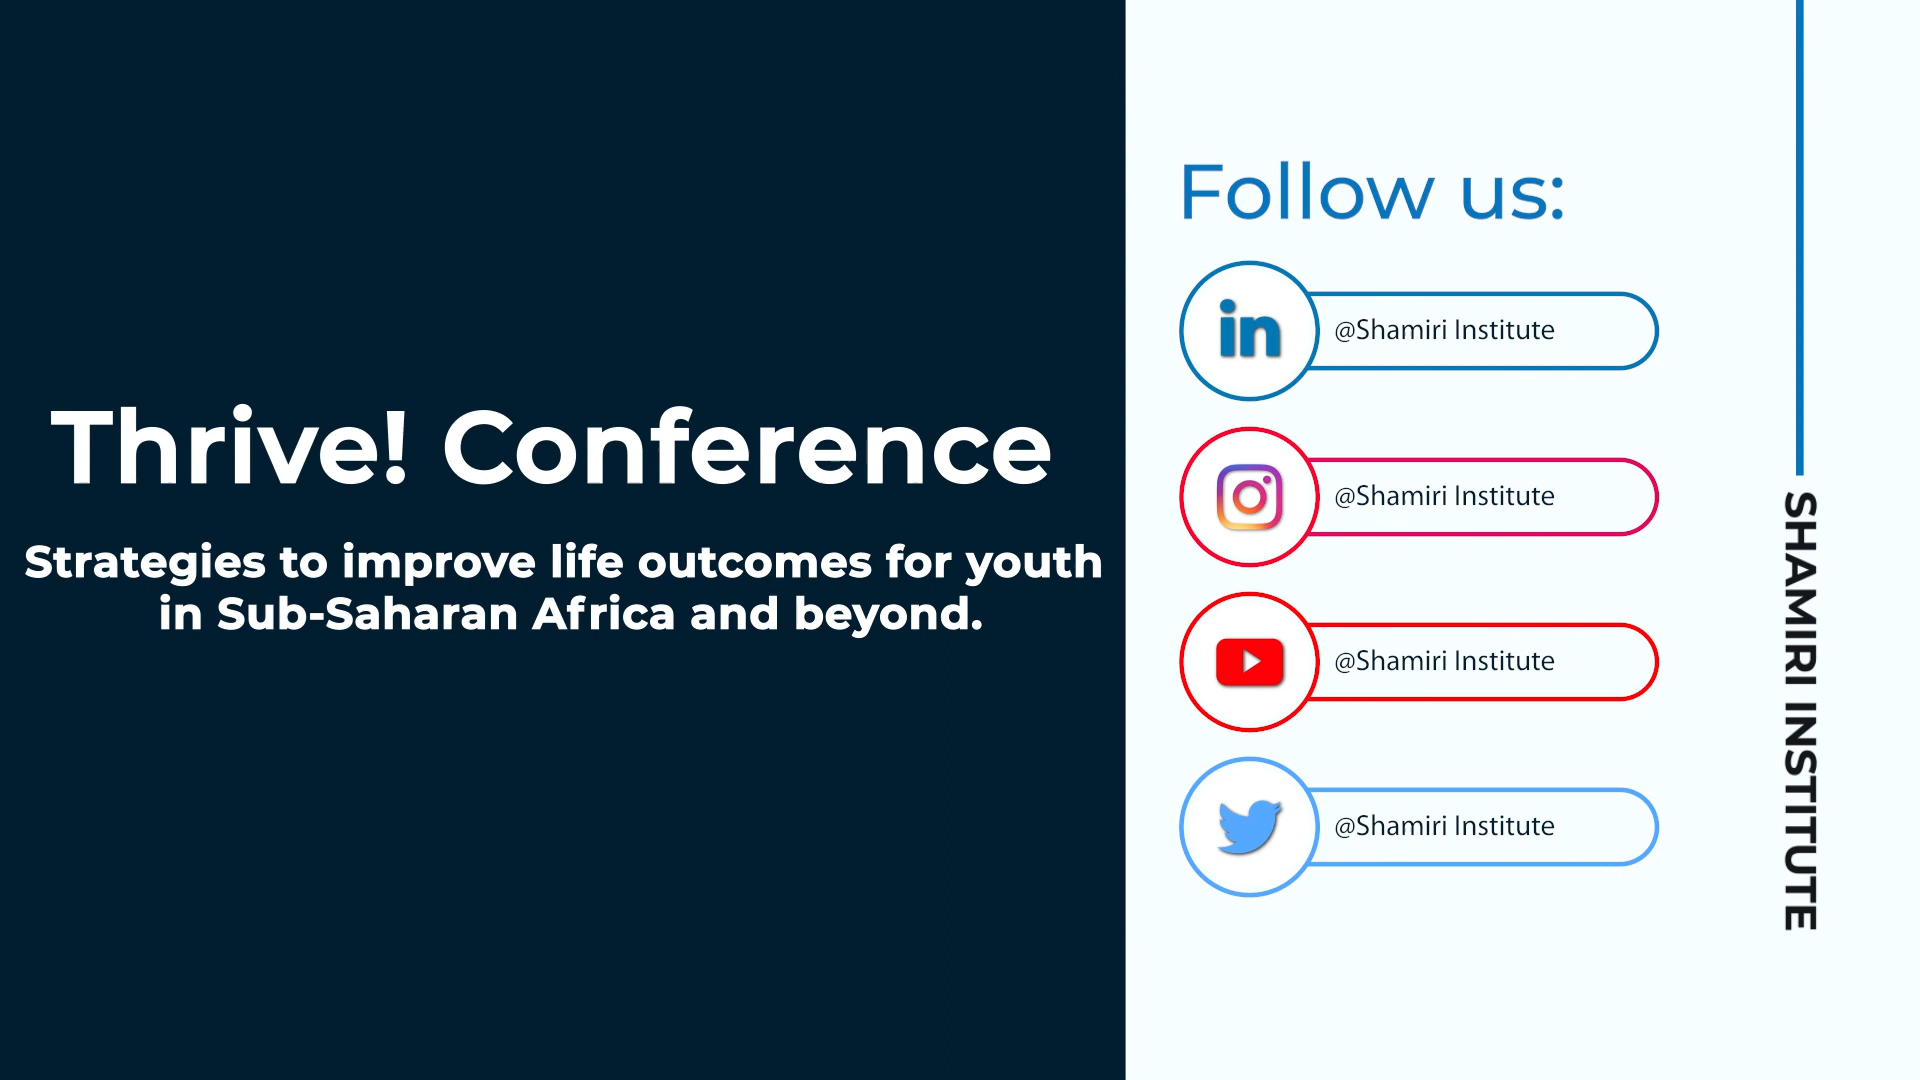 Thrive! Conference
Strategies to improve life outcomes for youth
in Sub-Saharan Africa and beyond.
Follow us:
in
@Shamiri Institute
@Shamiri Institute
@Shamiri Institute
@Shamiri Institute
SHAMIRI INSTITUTE